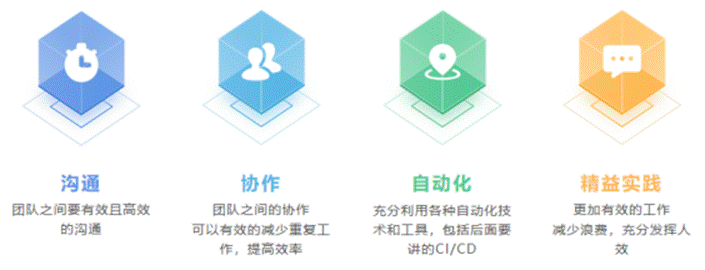 沟通
团队之间要有效且高效
的沟通
协作
团队之间的协作
可以有效的减少重复工
作，提高效率
自动化
充分利用各种自动化技
术和工具，包括后面要
讲的CI/CD
精益实践
更加有效的工作
减少浪费，充分发挥人
效